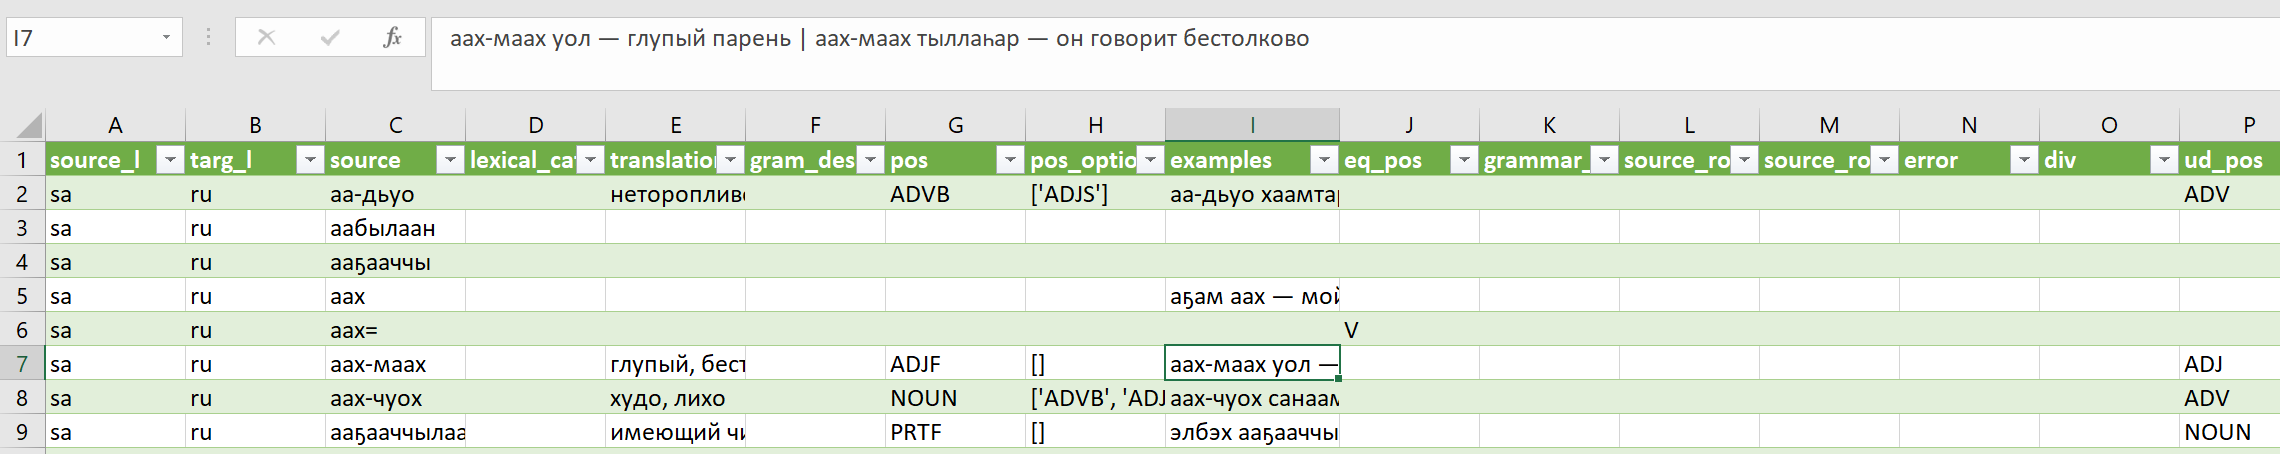 I7 fx аах-маах уол — глупый парень | аах-маах тыллаһар — он говорит бестолково
A B C D E F G H I J K L M N O P
1 source_l targ_l source lexical_ca translatio gram_des pos pos_optio examples eq_pos grammar_ source_ro source_ro error div ud_pos
2 sa ru аа-дьуо неторопливо ADVB ['ADJS'] аа-дьуо хаамтар ADV
3 sa ru аабылаан
4 sa ru ааҕааччы
5 sa ru аах аҕам аах — мой
6 sa ru аах= V
7 sa ru аах-маах глупый, бест ADJF [] аах-маах уол — ADJ
8 sa ru аах-чуох худо, лихо NOUN ['ADVB', 'ADJ аах-чуох санаам ADV
9 sa ru ааҕааччылаа имеющий чи PRTF [] элбэх ааҕааччы NOUN